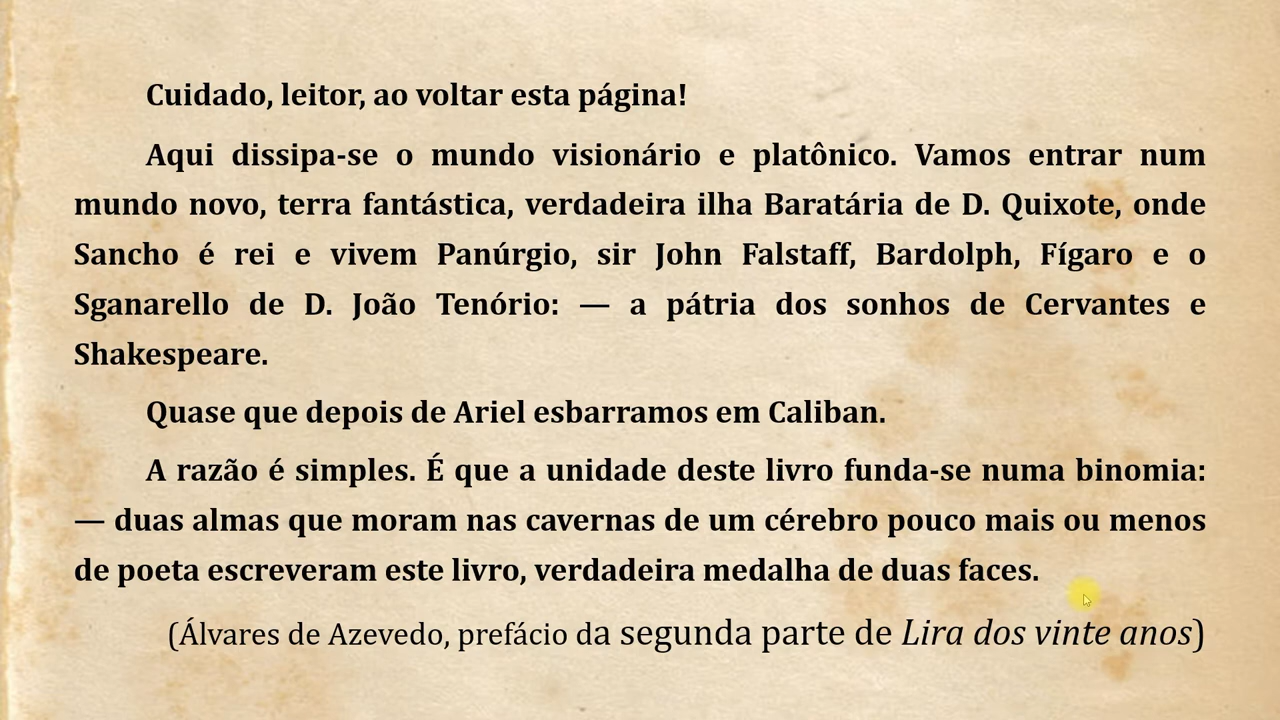 Cuidado, leitor, ao voltar esta página!
Aqui dissipa-se o mundo visionário e platônico. Vamos entrar num
mundo novo, terra fantástica, verdadeira ilha Baratária de D. Quixote, onde
Sancho é rei e vivem Panúrgio, sir John Falstaff, Bardolph, Fígaro e o
Sganarello de D. João Tenório: — a pátria dos sonhos de Cervantes e
Shakespeare.
Quase que depois de Ariel esbarramos em Caliban.
A razão é simples. É que a unidade deste livro funda-se numa binomia:
— duas almas que moram nas cavernas de um cérebro pouco mais ou menos
de poeta escreveram este livro, verdadeira medalha de duas faces.
(Álvares de Azevedo, prefácio da segunda parte de Lira dos vinte anos)